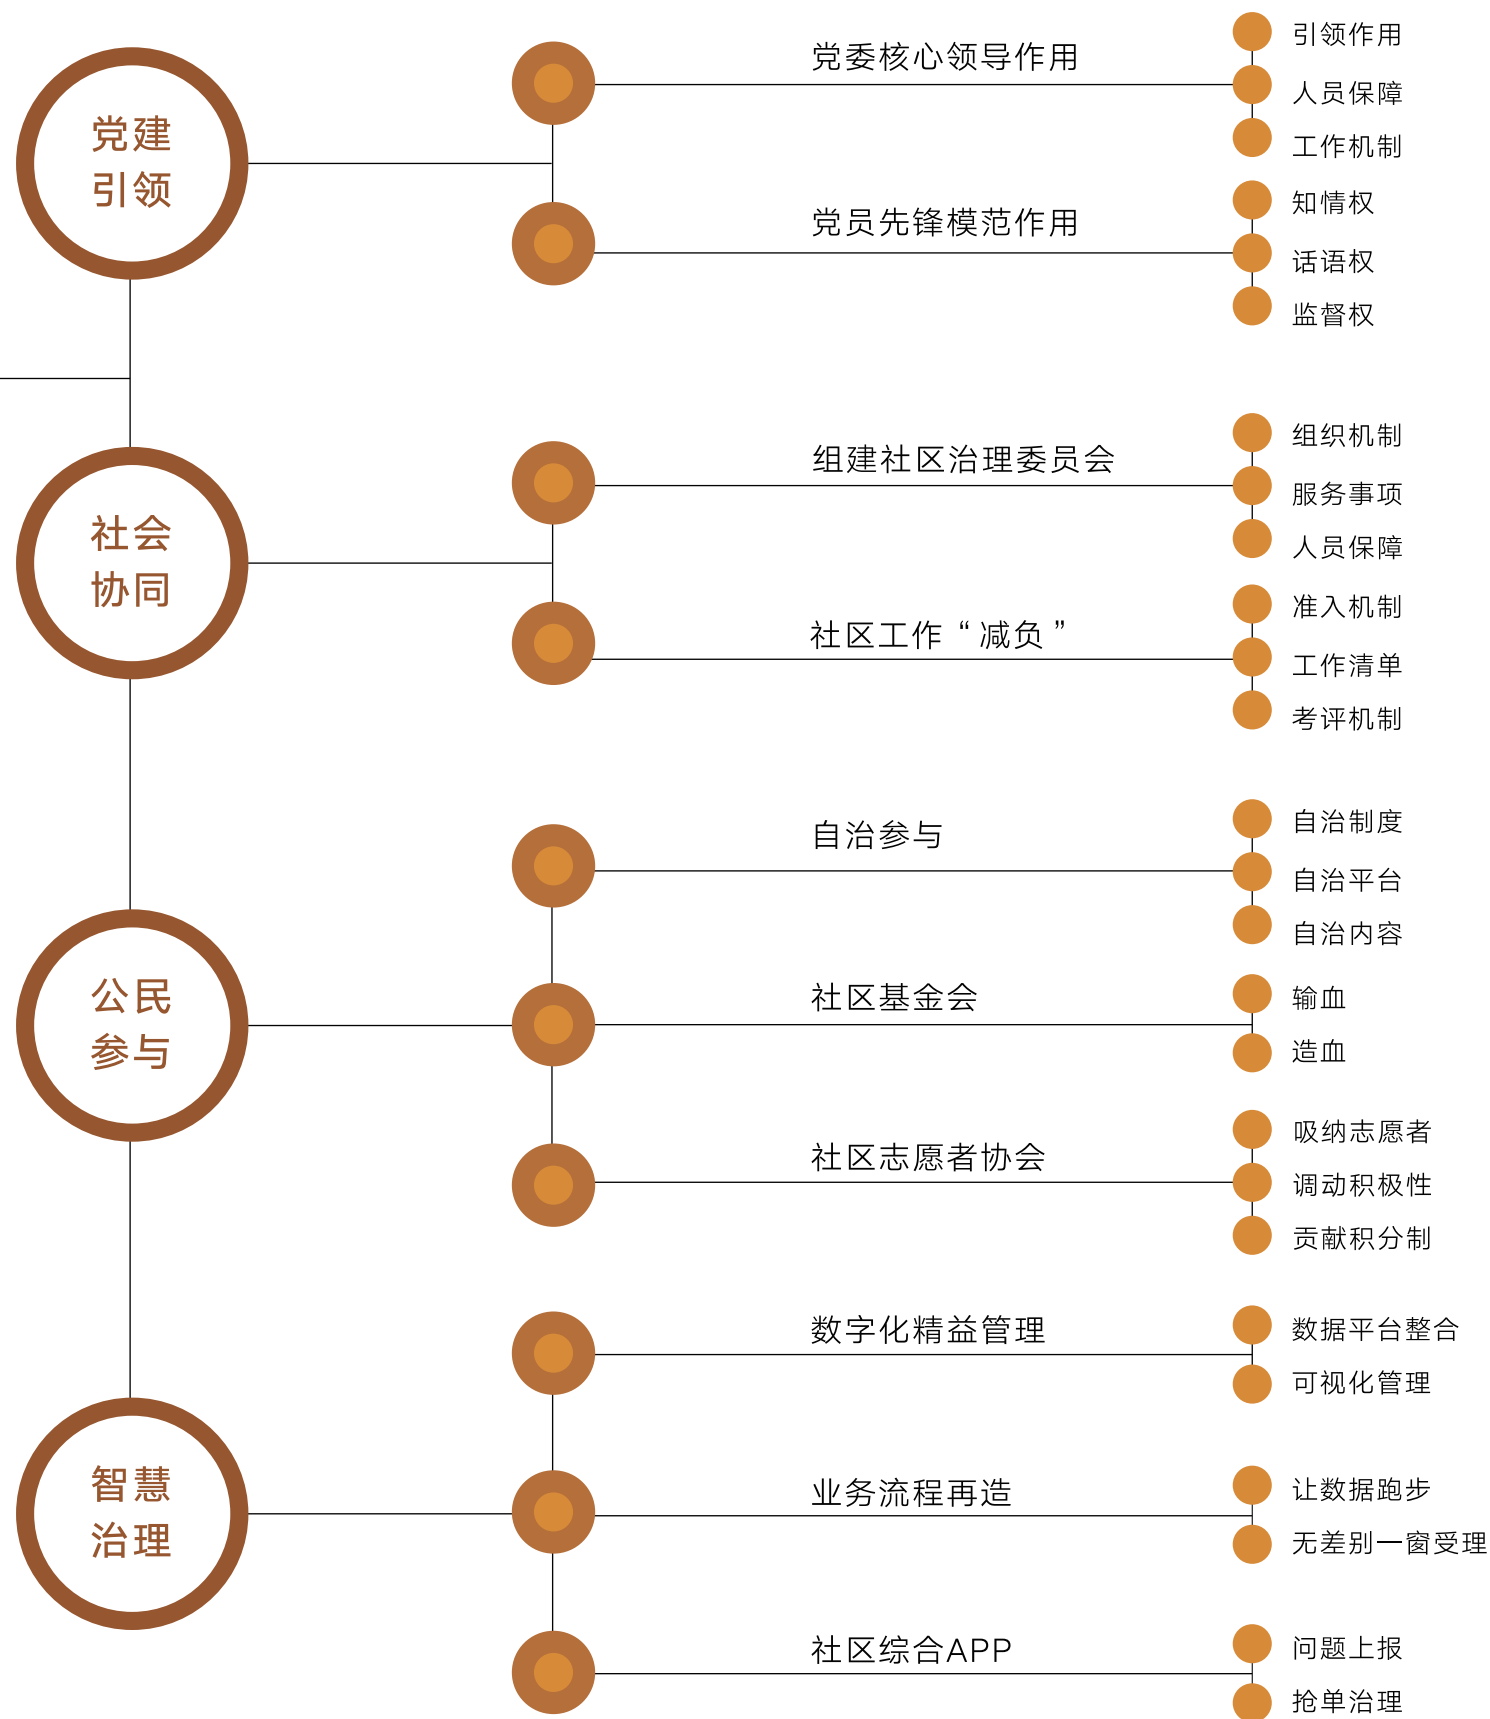 党建
引领
党委核心领导作用
引领作用
人员保障
工作机制
党员先锋模范作用
知情权
话语权
监督权
社会
协同
组建社区治理委员会
组织机制
服务事项
人员保障
社区工作“减负”
准入机制
工作清单
考评机制
公民
参与
自治参与
自治制度
自治平台
自治内容
社区基金会
输血
造血
社区志愿者协会
吸纳志愿者
调动积极性
贡献积分制
智慧
治理
数字化精益管理
数据平台整合
可视化管理
业务流程再造
让数据跑步
无差别一窗受理
社区综合APP
问题上报
抢单治理